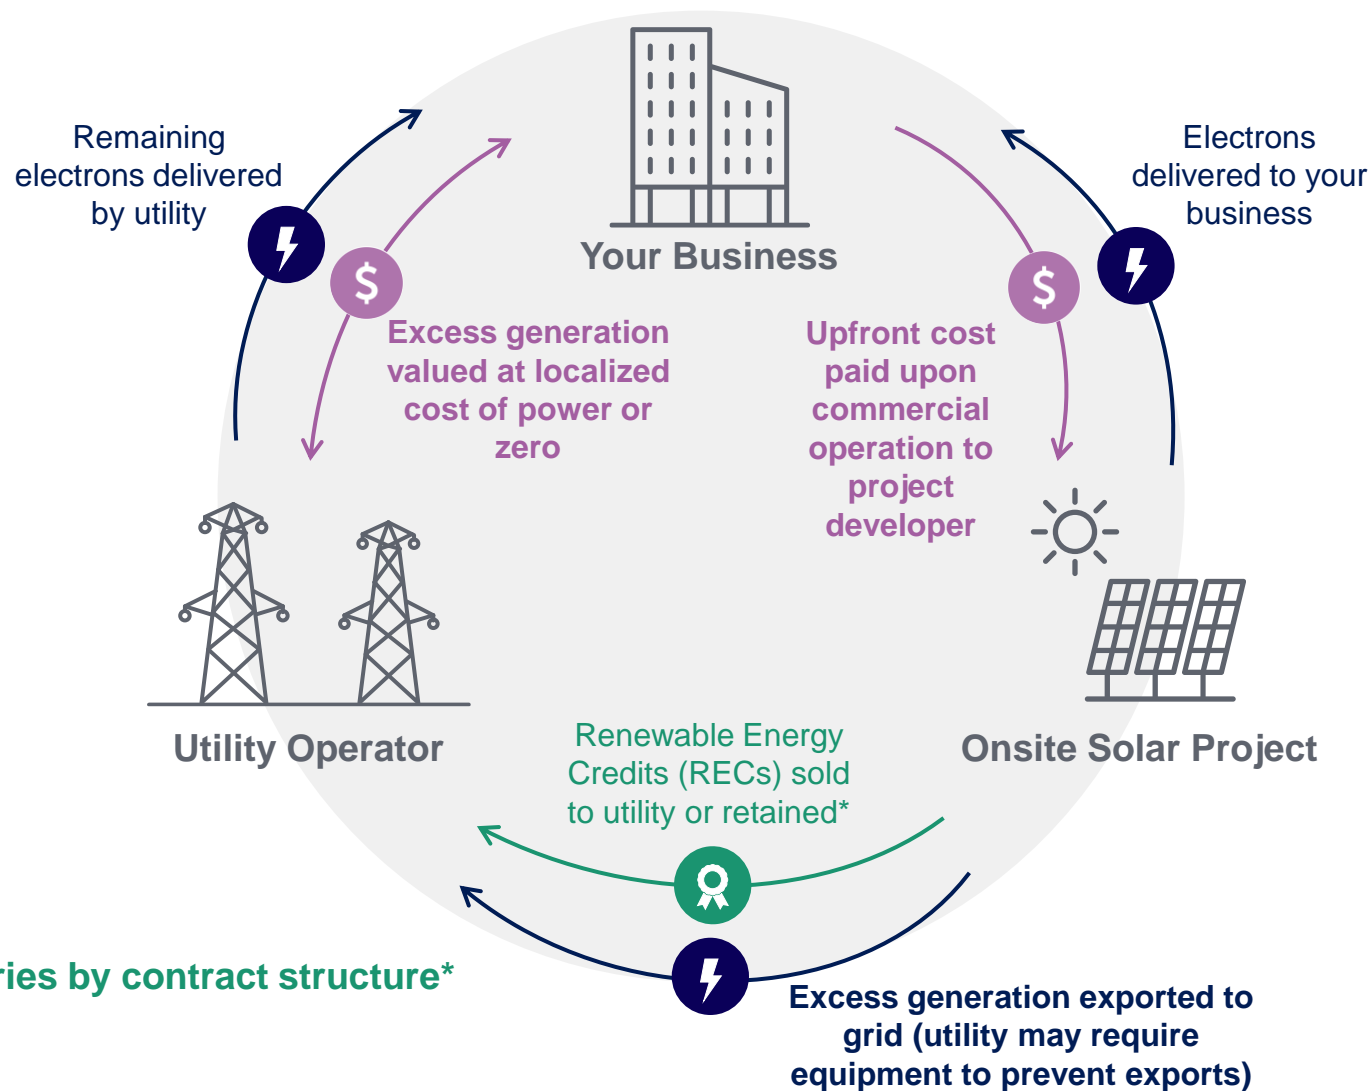 Remaining
electrons delivered
by utility
Electrons
delivered to your
business
$
$
Your Business
Excess generation
valued at localized
cost of power or
zero
Upfront cost
paid upon
commercial
operation to
project
developer
Utility Operator
Onsite Solar Project
Renewable Energy
Credits (RECs) sold
to utility or retained*
by contract structure*
Excess generation exported to
grid (utility may require
equipment to prevent exports)